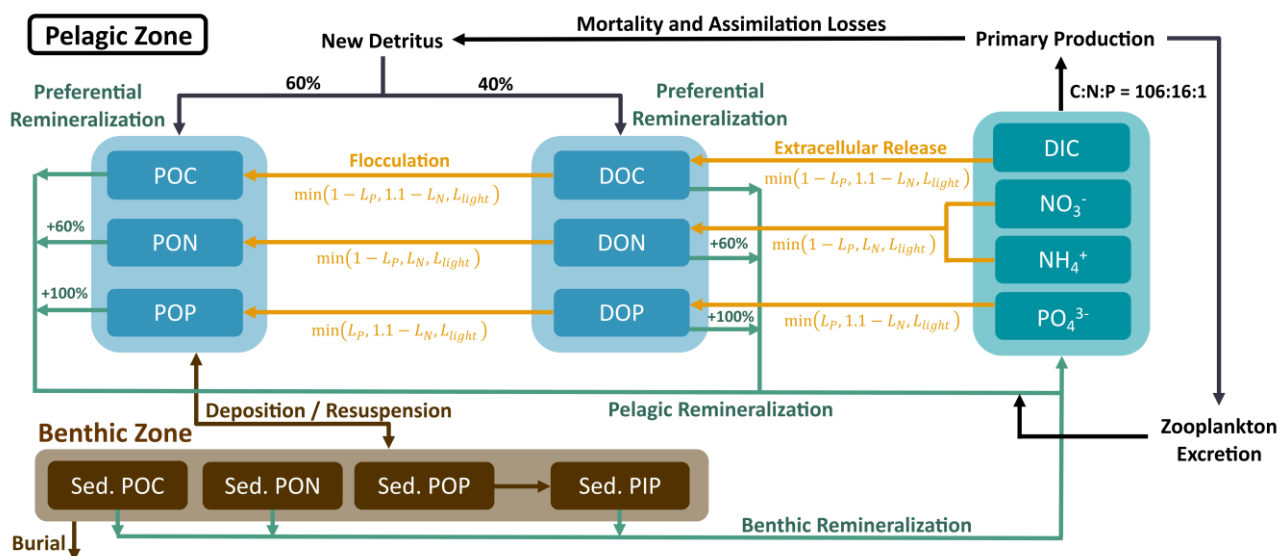 Pelagic Zone
Mortality and Assimilation Losses
New Detritus
Primary Production
60%
40%
C:N:P = 106:16:1
Preferential
Remineralization
Preferential
Remineralization
POC
Flocculation
min(1 − L_P, 1.1 − L_N, L_light)
DOC
Extracellular Release
min(1 − L_P, 1.1 − L_N, L_light)
DIC
NO₃⁻
+60%
PON
min(1 − L_P, L_N, L_light)
DON
+60%
min(1 − L_P, L_N, L_light)
NH₄⁺
+100%
POP
min(L_P, 1.1 − L_N, L_light)
DOP
+100%
min(L_P, 1.1 − L_N, L_light)
PO₄³⁻
Deposition / Resuspension
Pelagic Remineralization
Zooplankton
Excretion
Benthic Zone
Sed. POC
Sed. PON
Sed. POP
Sed. PIP
Benthic Remineralization
Burial